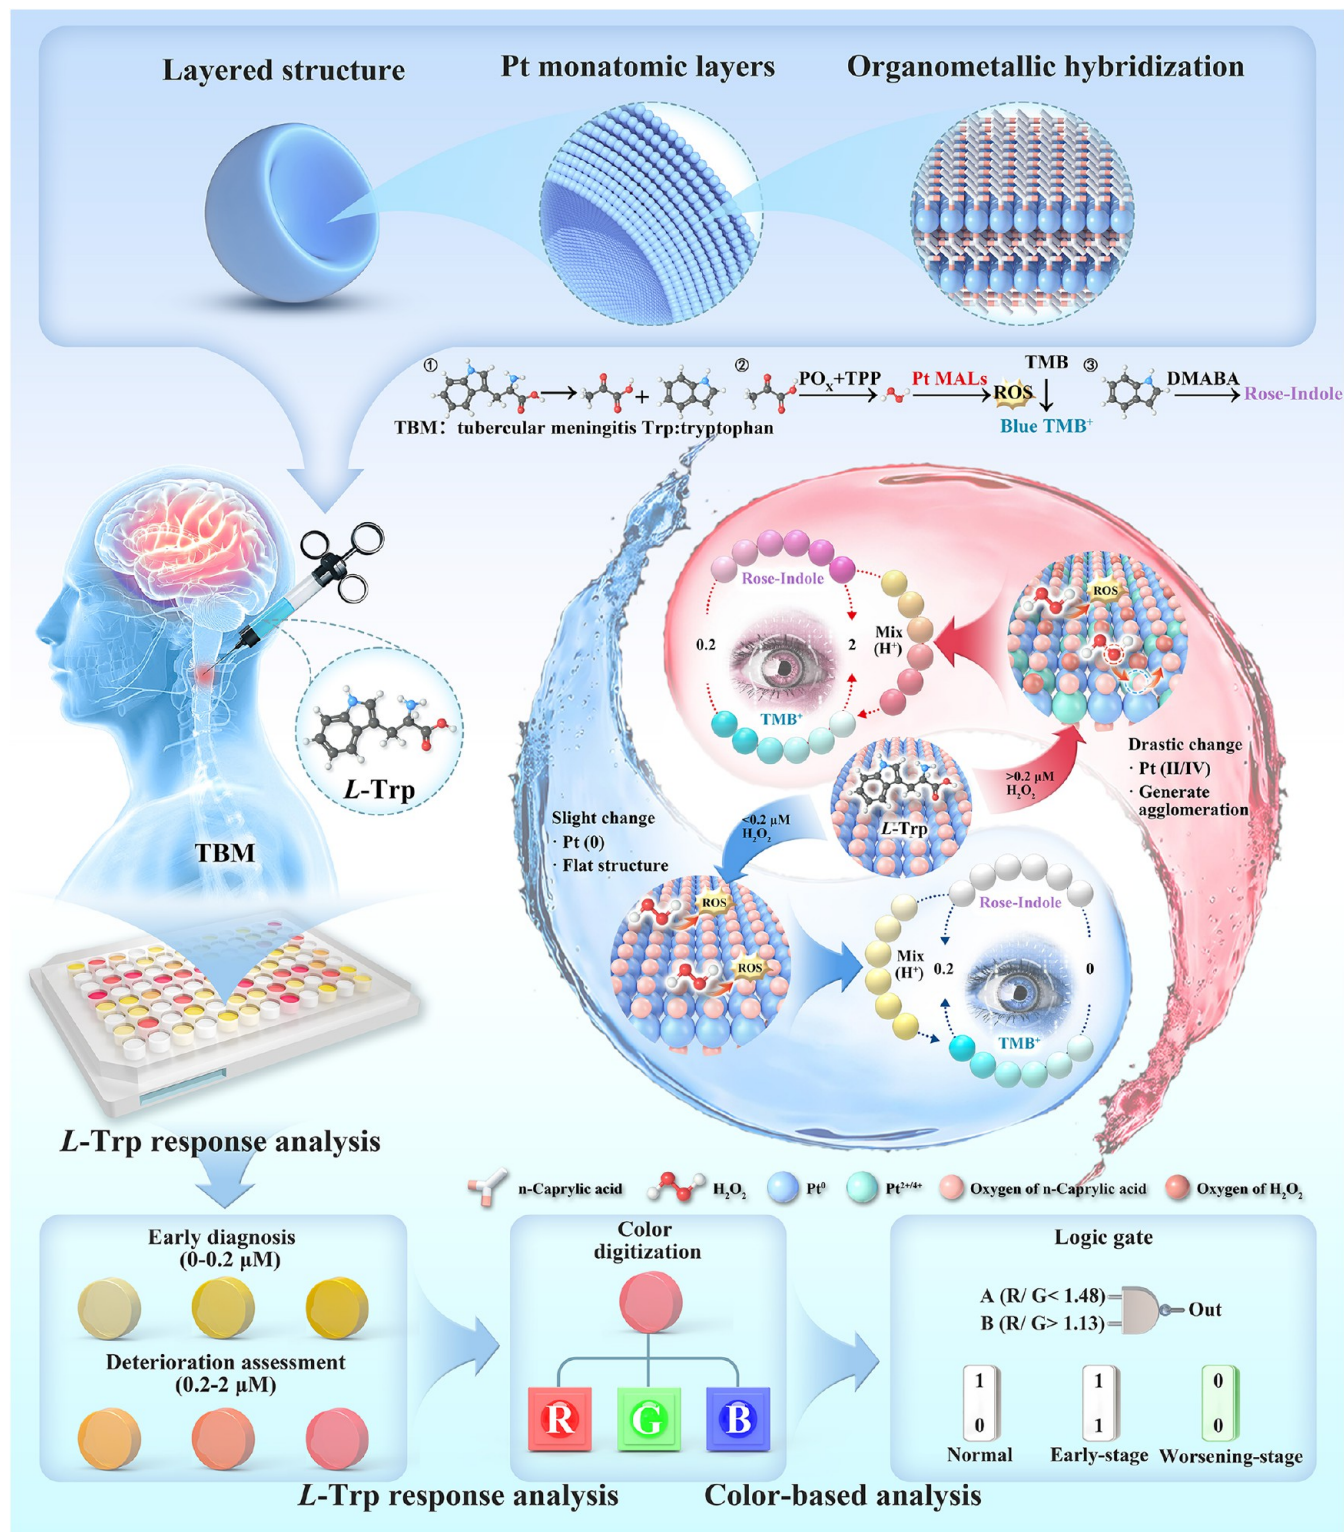 Layered structure
Pt monatomic layers
Organometallic hybridization
①
②
③
+
POx+TPP
Pt MALs
ROS
TMB
Blue TMB⁺
DMABA
Rose-Indole
TBM：tubercular meningitis Trp:tryptophan
L-Trp
TBM
Rose-Indole
0.2
2
Mix
(H⁺)
TMB⁺
ROS
Drastic change
· Pt (II/IV)
· Generate
agglomeration
>0.2 μM
H₂O₂
L-Trp
<0.2 μM
H₂O₂
Slight change
· Pt (0)
· Flat structure
ROS
ROS
Rose-Indole
Mix
(H⁺)
0.2
0
TMB⁺
L-Trp response analysis
n-Caprylic acid
H₂O₂
Pt⁰
Pt²⁺/⁴⁺
Oxygen of n-Caprylic acid
Oxygen of H₂O₂
Early diagnosis
(0-0.2 μM)
Deterioration assessment
(0.2-2 μM)
Color
digitization
R
G
B
Logic gate
A (R/ G< 1.48)
B (R/ G> 1.13)
Out
1
0
Normal
1
1
Early-stage
0
0
Worsening-stage
L-Trp response analysis
Color-based analysis